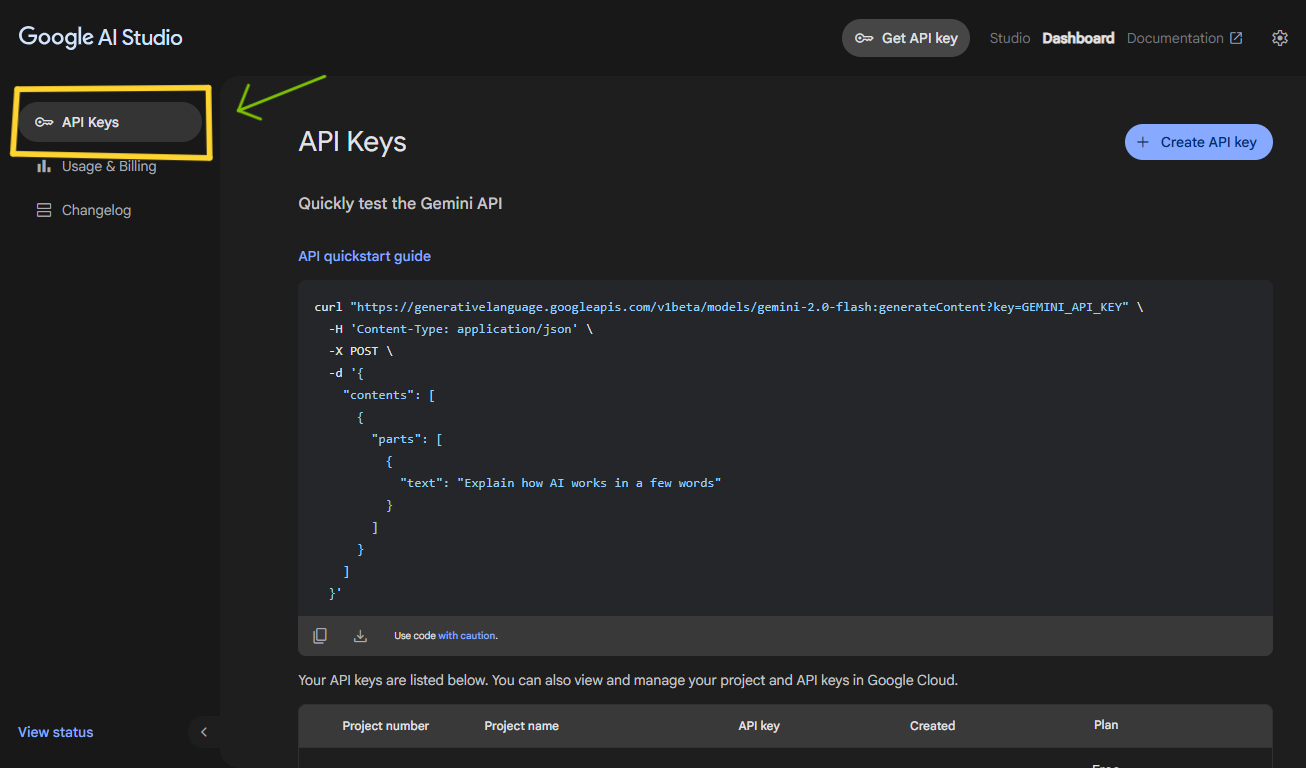 Google AI Studio
Get API key
Studio
Dashboard
Documentation
API Keys
Usage & Billing
Changelog
View status
API Keys
Create API key
Quickly test the Gemini API
API quickstart guide
curl "https://generativelanguage.googleapis.com/v1beta/models/gemini-2.0-flash:generateContent?key=GEMINI_API_KEY" \
  -H 'Content-Type: application/json' \
  -X POST \
  -d '{
    "contents": [
      {
        "parts": [
          {
            "text": "Explain how AI works in a few words"
          }
        ]
      }
    ]
  }'
Use code with caution.
Your API keys are listed below. You can also view and manage your project and API keys in Google Cloud.
Project number Project name API key Created Plan